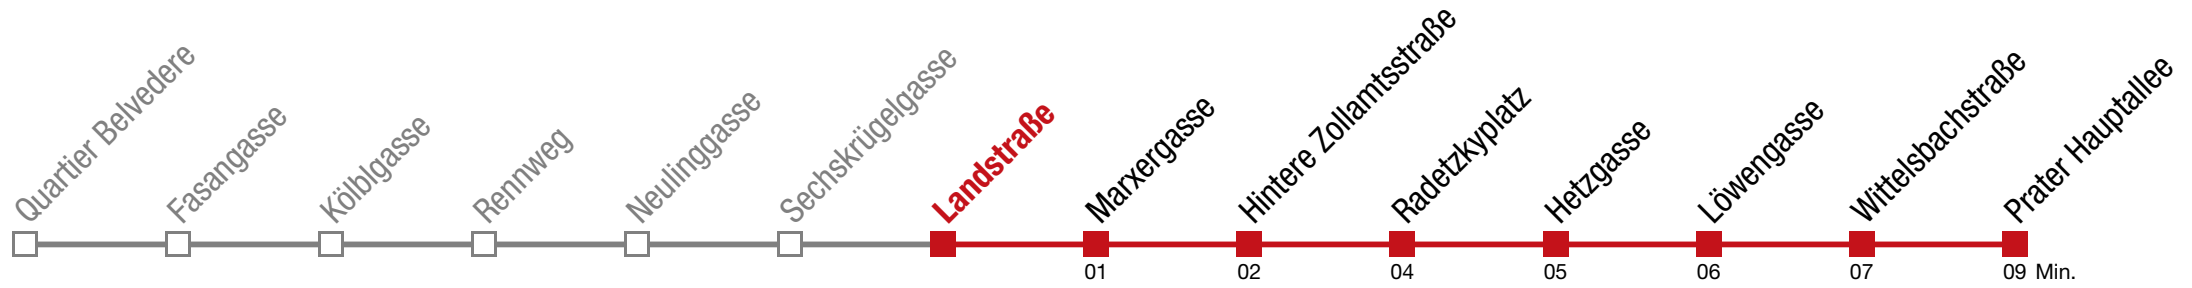 Quartier Belvedere
Fasangasse
Kölblgasse
Rennweg
Neulinggasse
Sechskrügelgasse
Landstraße
Marxergasse
Hintere Zollamtsstraße
Radetzkyplatz
Hetzgasse
Löwengasse
Wittelsbachstraße
Prater Hauptallee
01 02 04 05 06 07 09 Min.